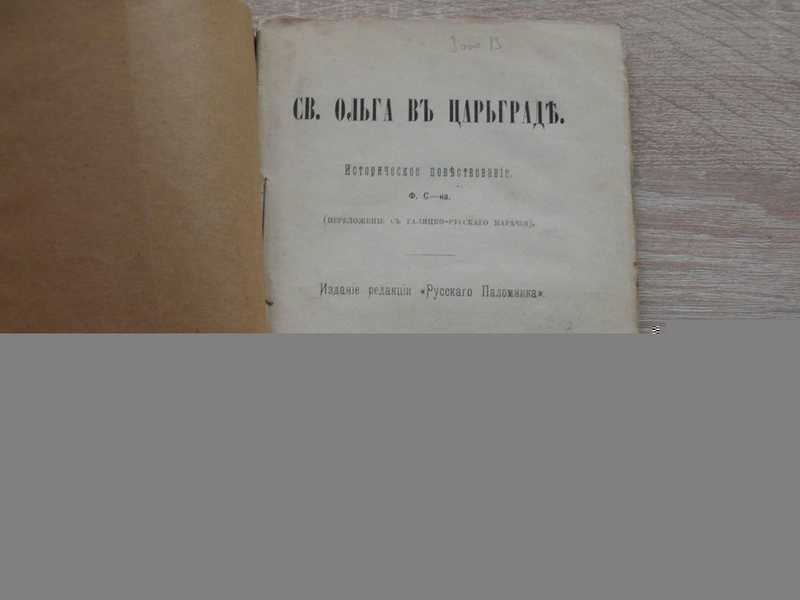 СВ. ОЛЬГА ВЪ ЦАРЬГРАДѢ.
Историческое повѣствованіе.
Ф. С—на.
(ПЕРЕЛОЖЕНІЕ СЪ ГАЛИЦКО-РУССКАГО НАРѢЧІЯ).
Изданіе редакціи «Русскаго Паломника».